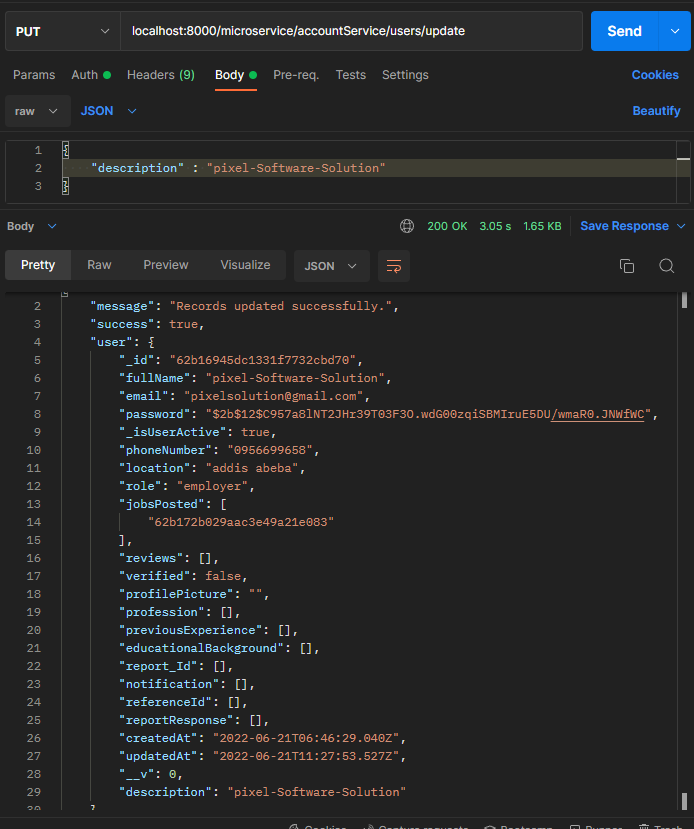 PUT localhost:8000/microservice/accountService/users/update Send
Params Auth Headers (9) Body Pre-req. Tests Settings Cookies
raw JSON Beautify
1 {
2 "description" : "pixel-Software-Solution"
3 }
Body 200 OK 3.05 s 1.65 KB Save Response
Pretty Raw Preview Visualize JSON
2 "message": "Records updated successfully.",
3 "success": true,
4 "user": {
5 "_id": "62b16945dc1331f7732cbd70",
6 "fullName": "pixel-Software-Solution",
7 "email": "pixelsolution@gmail.com",
8 "password": "$2b$12$C957a8lNT2JHr39T03F3O.wdG00zqiSBMIruE5DU/wmaR0.JNWfWC",
9 "_isUserActive": true,
10 "phoneNumber": "0956699658",
11 "location": "addis abeba",
12 "role": "employer",
13 "jobsPosted": [
14 "62b172b029aac3e49a21e083"
15 ],
16 "reviews": [],
17 "verified": false,
18 "profilePicture": "",
19 "profession": [],
20 "previousExperience": [],
21 "educationalBackground": [],
22 "report_Id": [],
23 "notification": [],
24 "referenceId": [],
25 "reportResponse": [],
26 "createdAt": "2022-06-21T06:46:29.040Z",
27 "updatedAt": "2022-06-21T11:27:53.527Z",
28 "__v": 0,
29 "description": "pixel-Software-Solution"
30 }
Cookies Capture requests Bootcamp Runner Trash